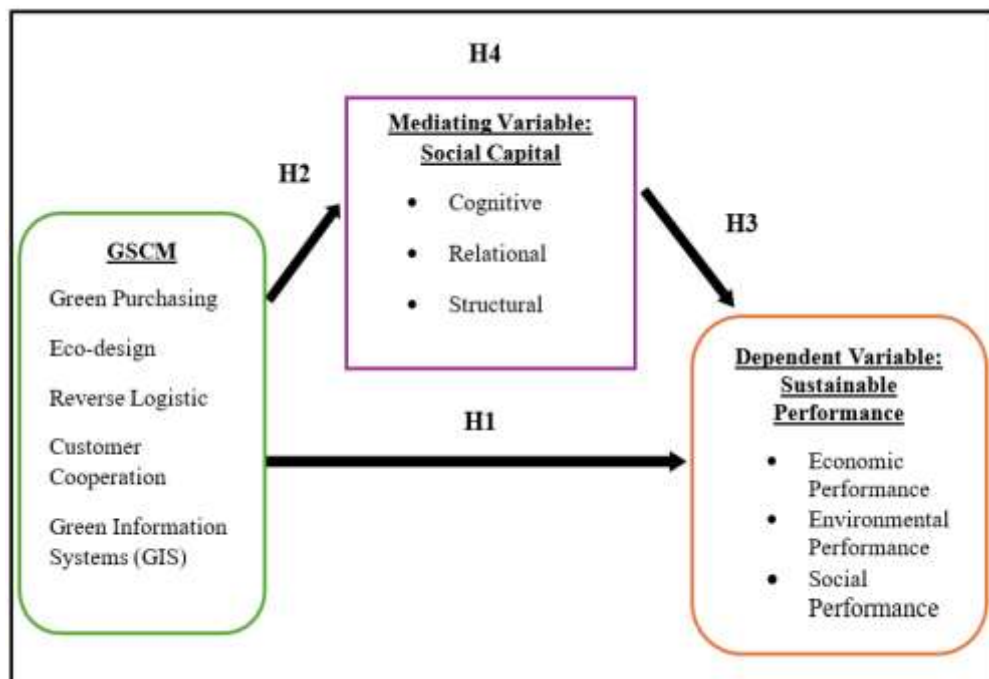 H4
Mediating Variable:
Social Capital
• Cognitive
• Relational
• Structural
H2
H3
GSCM
Green Purchasing
Eco-design
Reverse Logistic
Customer
Cooperation
Green Information
Systems (GIS)
H1
Dependent Variable:
Sustainable
Performance
• Economic
Performance
• Environmental
Performance
• Social
Performance